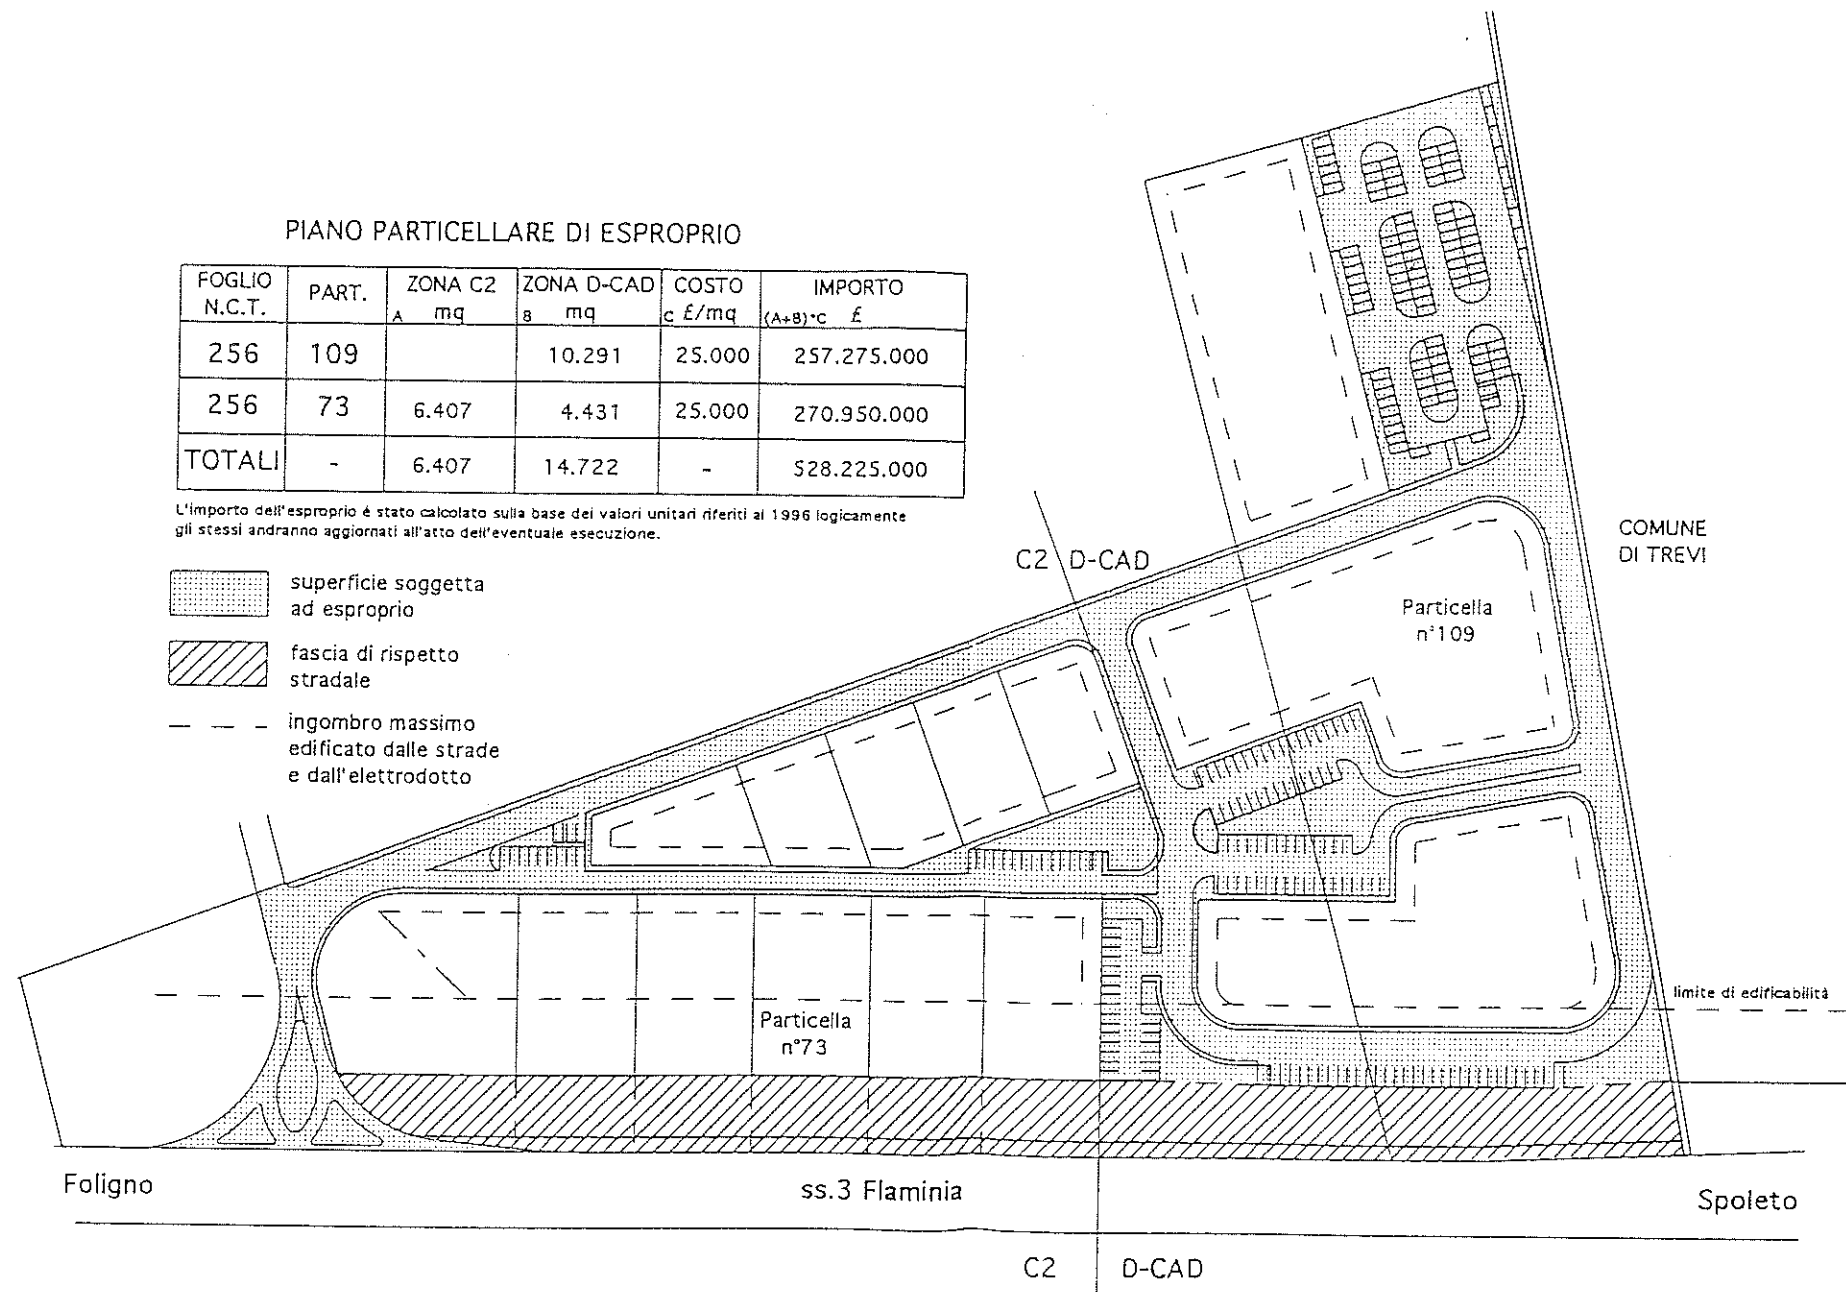 PIANO PARTICELLARE DI ESPROPRIO
FOGLIO N.C.T. PART. ZONA C2 A mq ZONA D-CAD B mq COSTO C £/mq IMPORTO (A+B)*C £
256 109 10.291 25.000 257.275.000
256 73 6.407 4.431 25.000 270.950.000
TOTALI - 6.407 14.722 - 528.225.000
L'importo dell'esproprio é stato calcolato sulla base dei valori unitari riferiti al 1996 logicamente
gli stessi andranno aggiornati all'atto dell'eventuale esecuzione.
superficie soggetta
ad esproprio
fascia di rispetto
stradale
ingombro massimo
edificato dalle strade
e dall'elettrodotto
C2 D-CAD
COMUNE
DI TREVI
Particella
n°109
limite di edificabilità
Particella
n°73
Foligno
ss.3 Flaminia
Spoleto
C2 D-CAD